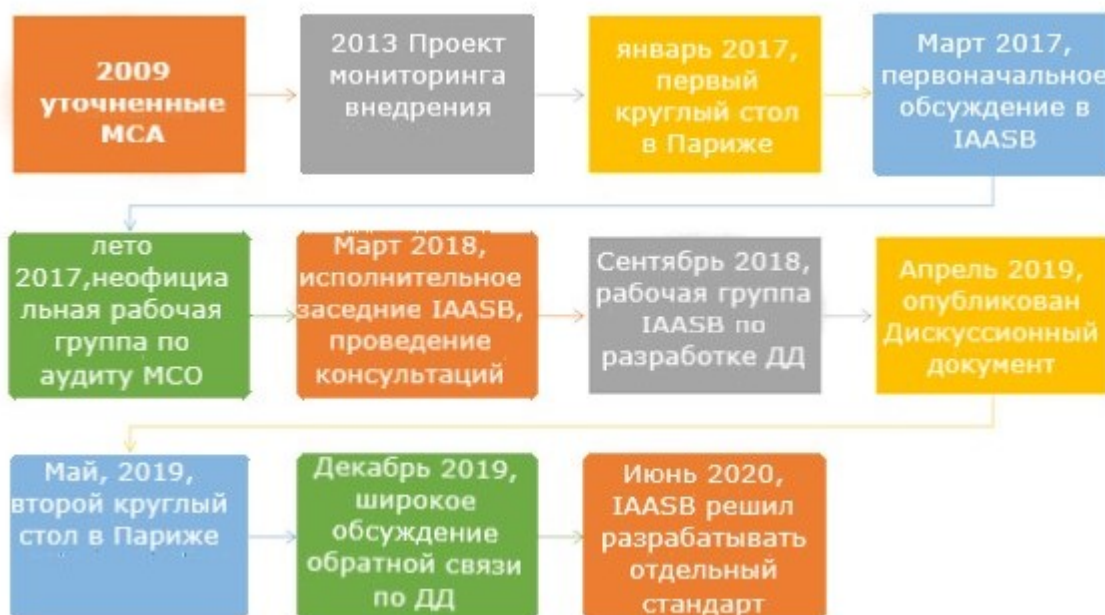 2009
уточненные
МСА
2013 Проект
мониторинга
внедрения
январь 2017,
первый
круглый стол
в Париже
Март 2017,
первоначальное
обсуждение в
IAASB
лето
2017,неофициа
льная рабочая
группа по
аудиту МСО
Март 2018,
исполнительное
заседние IAASB,
проведение
консультаций
Сентябрь 2018,
рабочая группа
IAASB по
разработке ДД
Апрель 2019,
опубликован
Дискуссионный
документ
Май, 2019,
второй круглый
стол в Париже
Декабрь 2019,
широкое
обсуждение
обратной связи
по ДД
Июнь 2020,
IAASB решил
разрабатывать
отдельный
стандарт